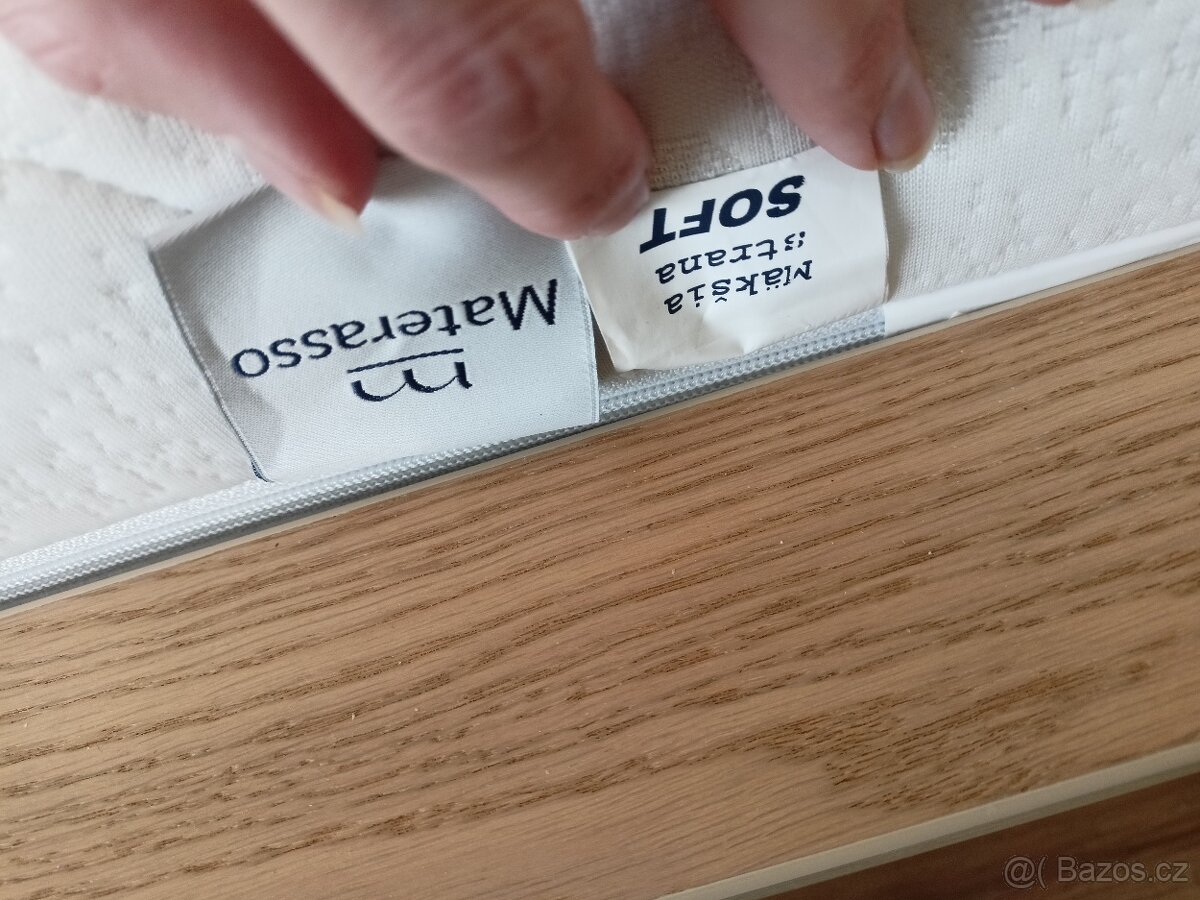 Mäkšia
strana
SOFT
m
Materasso
@( Bazos.cz